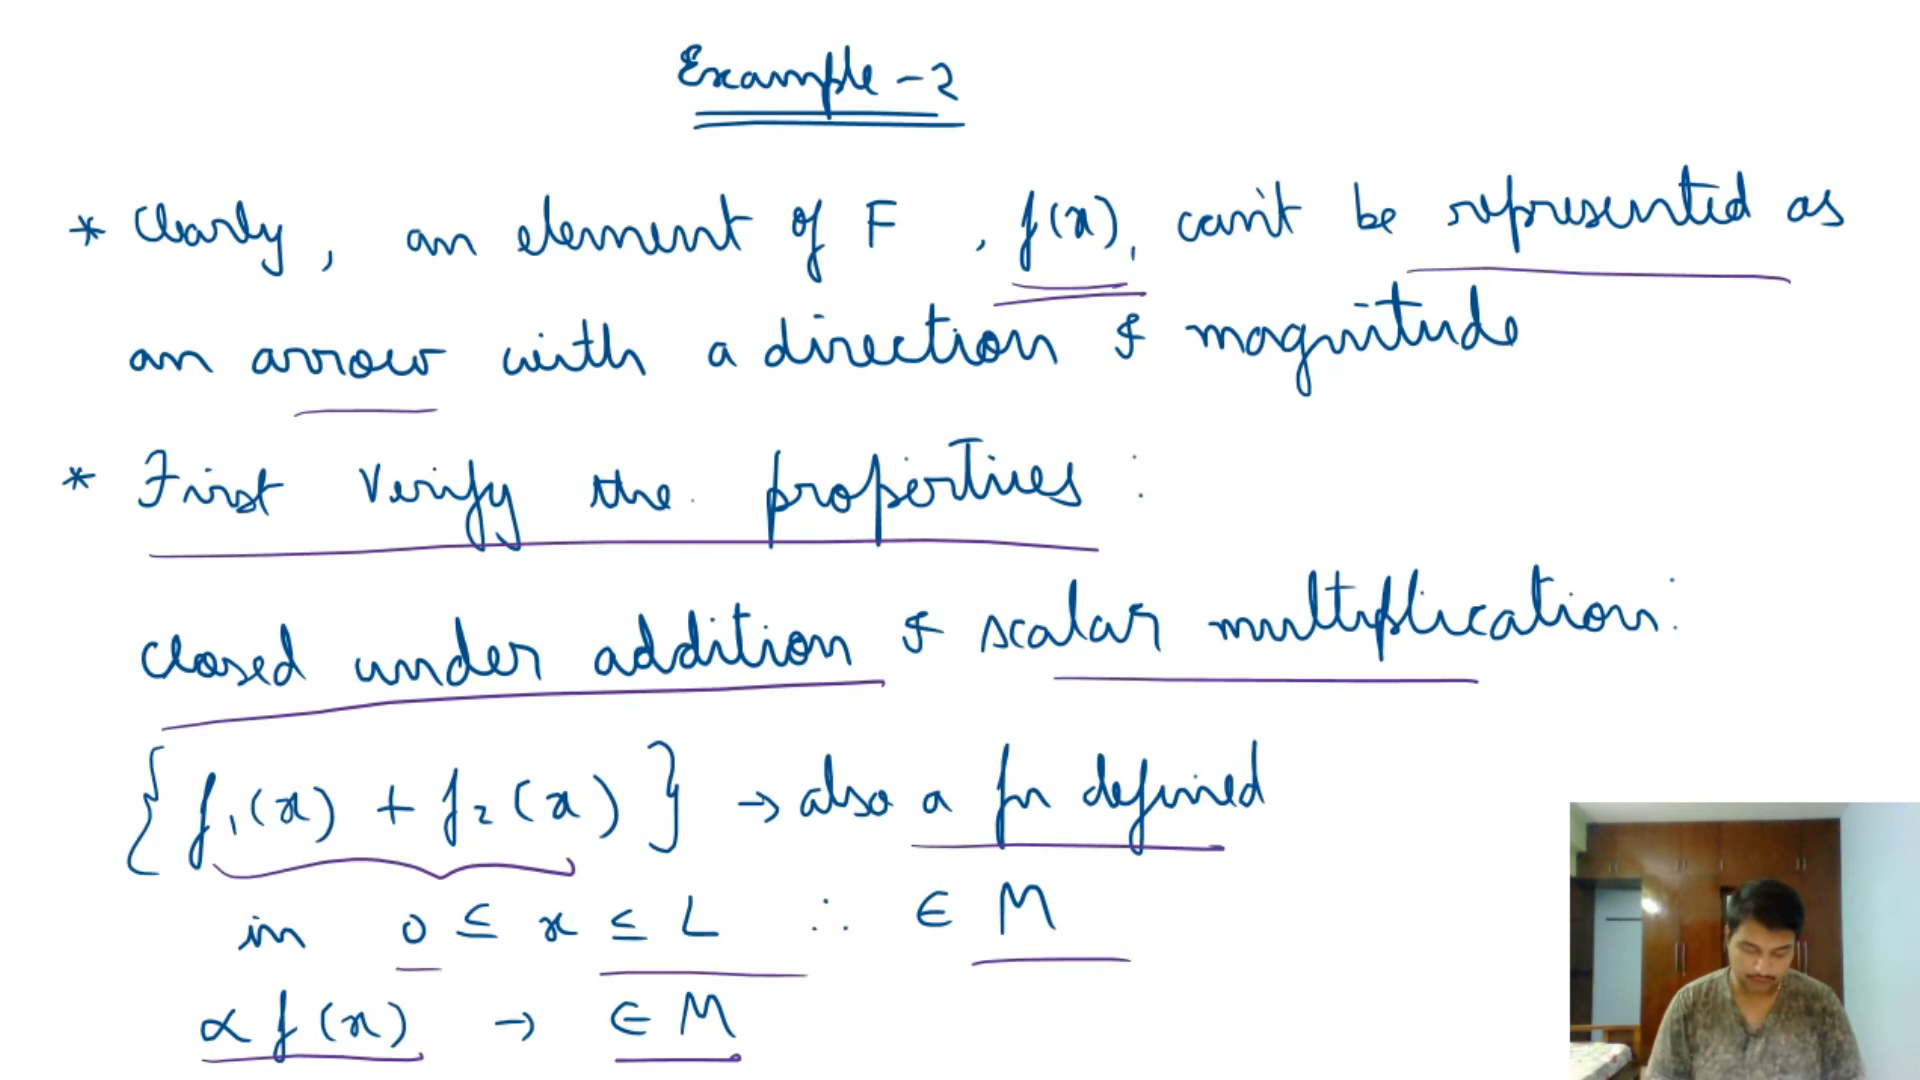 Example - 2
* Clearly, an element of F, f(x), can't be represented as
an arrow with a direction & magnitude
* First verify the properties :
closed under addition & scalar multiplication:
{ f₁(x) + f₂(x) } → also a fn defined
in 0 ≤ x ≤ L ∴ ∈ M
α f(x) → ∈ M